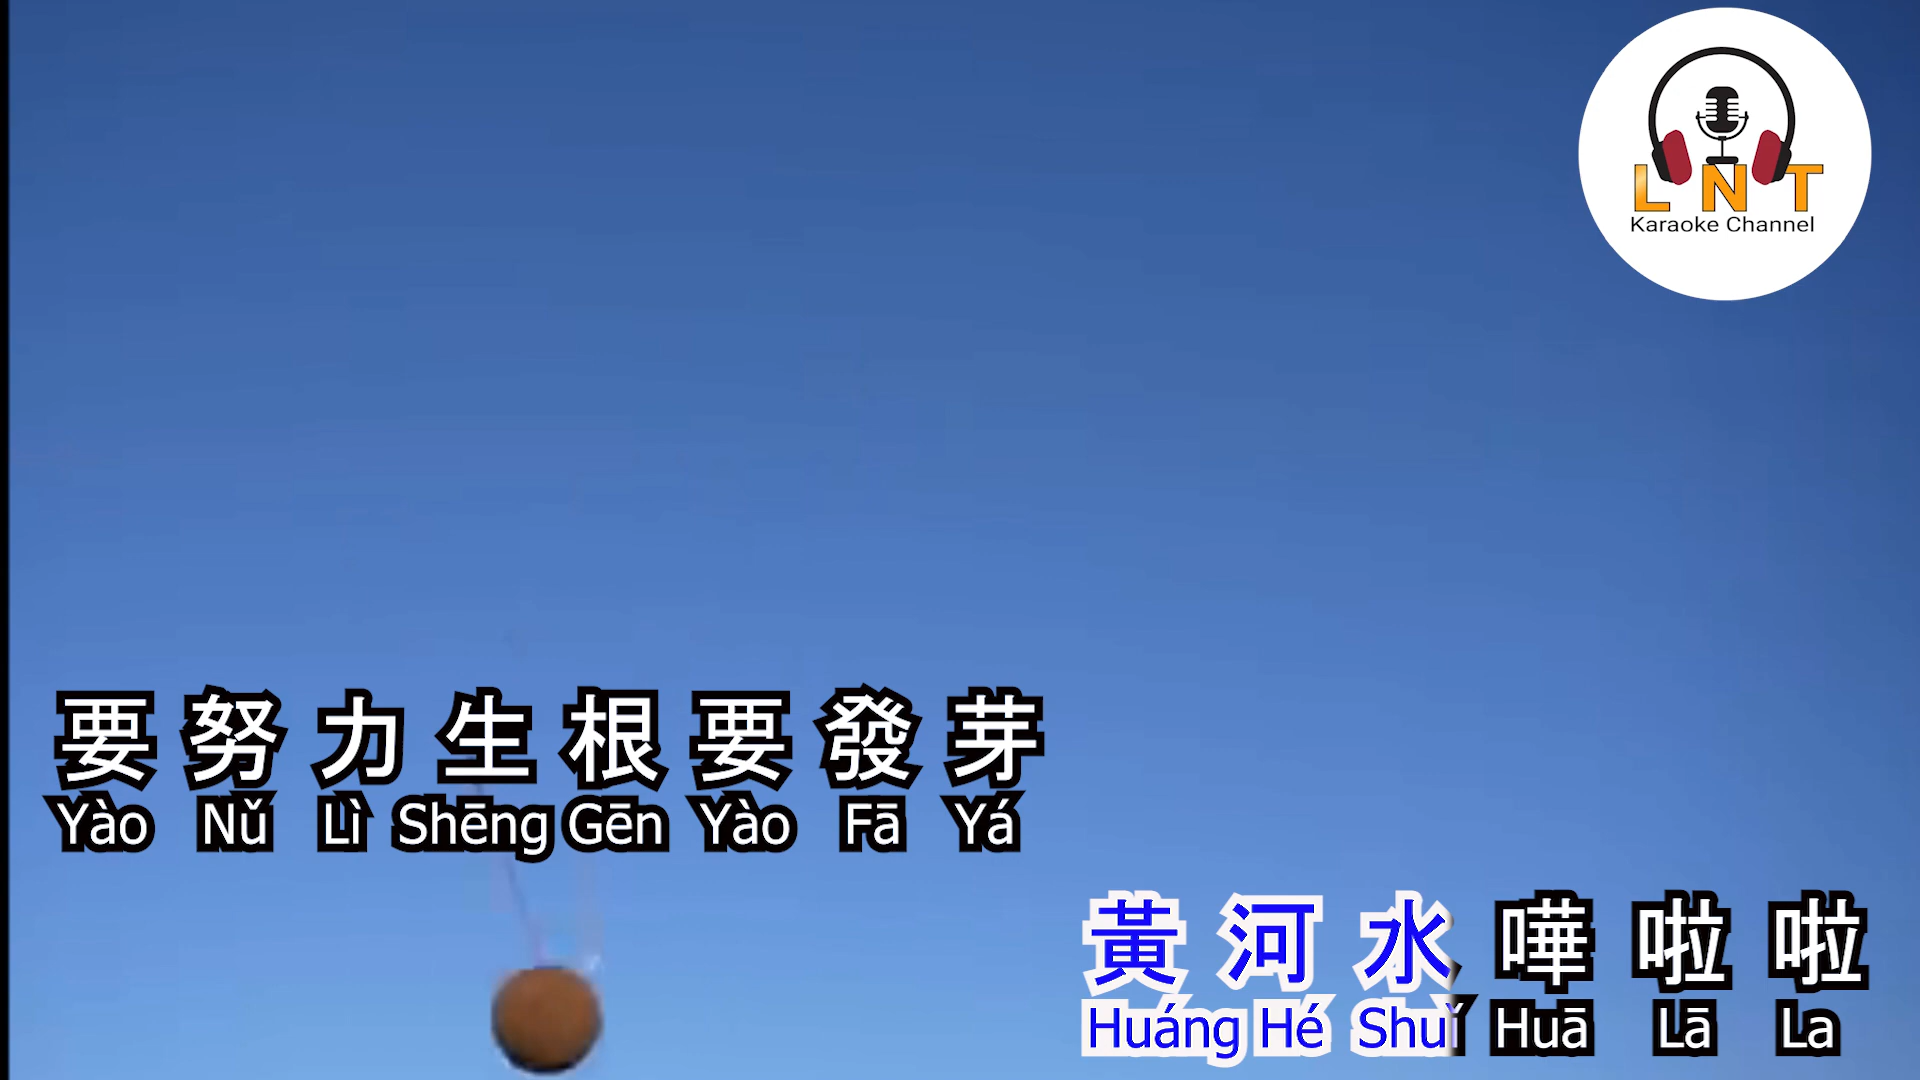 L N T
Karaoke Channel
要 努 力 生 根 要 發 芽
Yào Nǔ Lì Shēng Gēn Yào Fā Yá
黃 河 水 嘩 啦 啦
Huáng Hé Shuǐ Huā Lā La